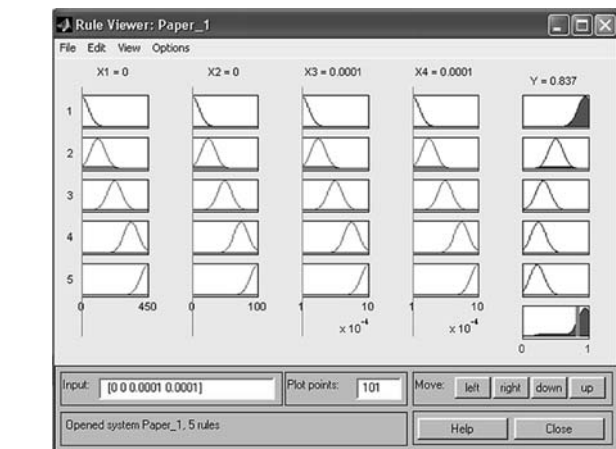 Rule Viewer: Paper_1
File Edit View Options
X1 = 0 X2 = 0 X3 = 0.0001 X4 = 0.0001 Y = 0.837
1
2
3
4
5
0 450 0 100 1 10 1 10
x 10^-4 x 10^-4
0 1
Input: [0 0 0.0001 0.0001] Plot points: 101 Move: left right down up
Opened system Paper_1, 5 rules Help Close